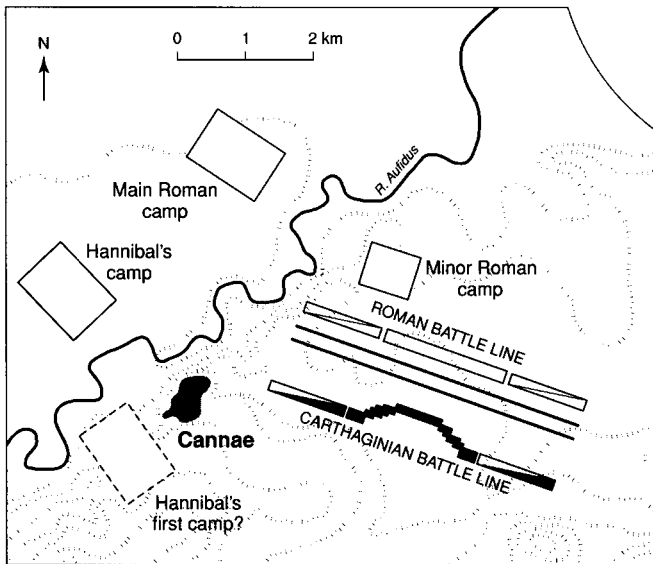 N
0 1 2 km
R. Aufidus
Main Roman
camp
Hannibal's
camp
Minor Roman
camp
ROMAN BATTLE LINE
CARTHAGINIAN BATTLE LINE
Cannae
Hannibal's
first camp?